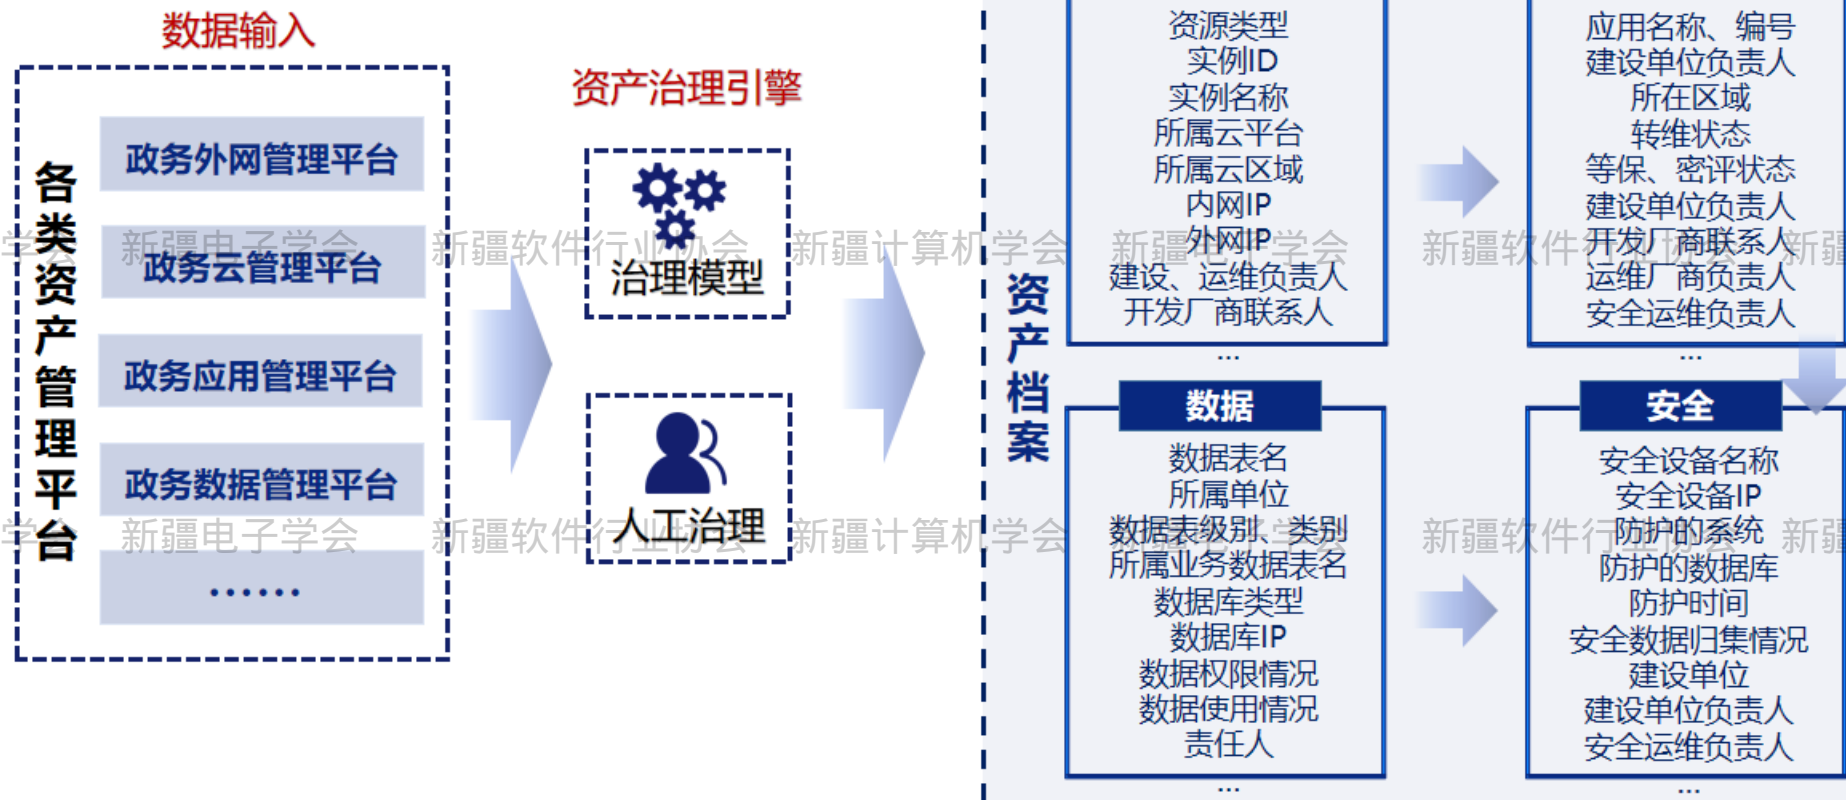 数据输入
各类资产管理平台
政务外网管理平台
政务云管理平台
政务应用管理平台
政务数据管理平台
······
资产治理引擎
治理模型
人工治理
资产档案
资源类型
实例ID
实例名称
所属云平台
所属云区域
内网IP
外网IP
建设、运维负责人
开发厂商联系人
...
应用名称、编号
建设单位负责人
所在区域
转维状态
等保、密评状态
建设单位负责人
开发厂商联系人
运维厂商负责人
安全运维负责人
...
数据
数据表名
所属单位
数据表级别、类别
所属业务数据表名
数据库类型
数据库IP
数据权限情况
数据使用情况
责任人
...
安全
安全设备名称
安全设备IP
防护的系统
防护的数据库
防护时间
安全数据归集情况
建设单位
建设单位负责人
安全运维负责人
...
学会 新疆电子学会 新疆软件行业协会 新疆计算机学会 新疆电子学会 新疆软件行业协会 新疆
学会 新疆电子学会 新疆软件行业协会 新疆计算机学会 新疆电子学会 新疆软件行业协会 新疆